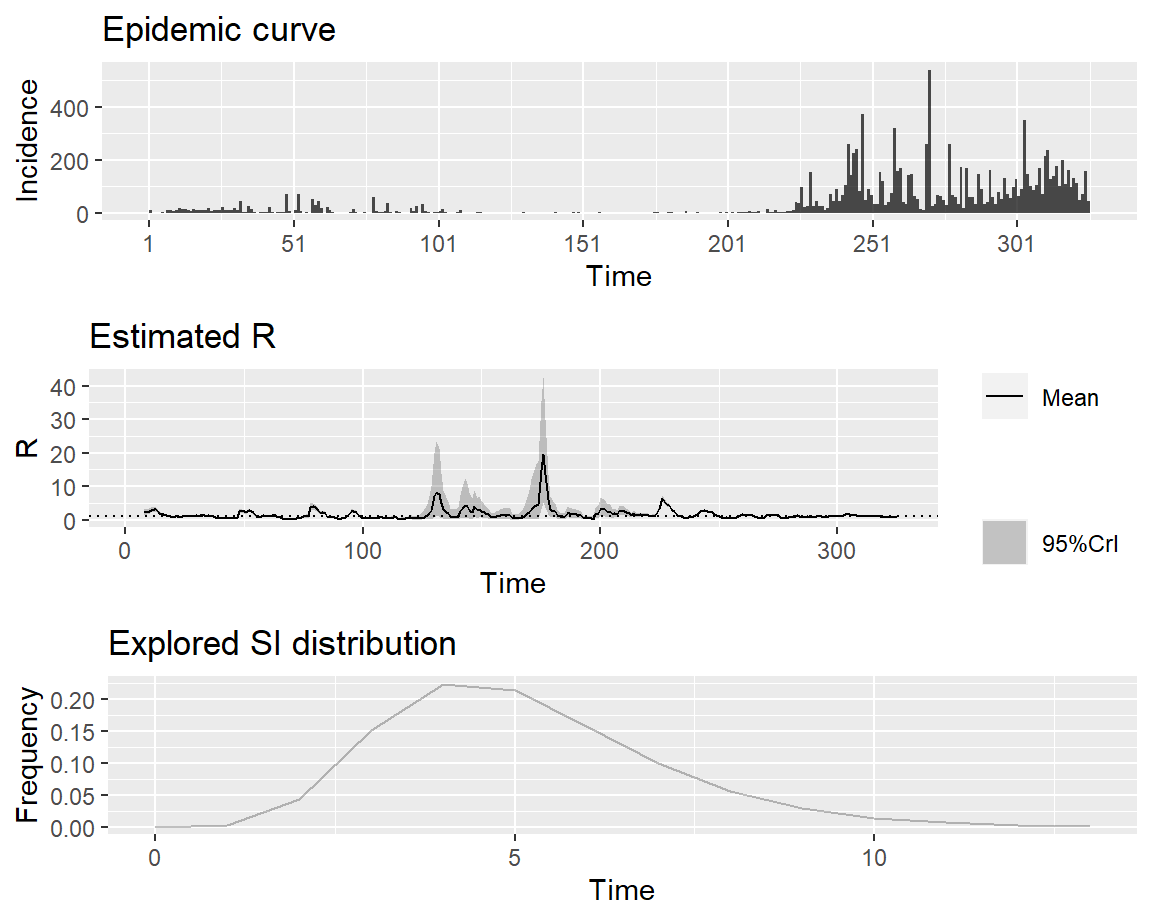 Epidemic curve
Incidence
400
200
0
1 51 101 151 201 251 301
Time
Estimated R
R
40
30
20
10
0
0 100 200 300
Time
Mean
95%CrI
Explored SI distribution
Frequency
0.20
0.15
0.10
0.05
0.00
0 5 10
Time